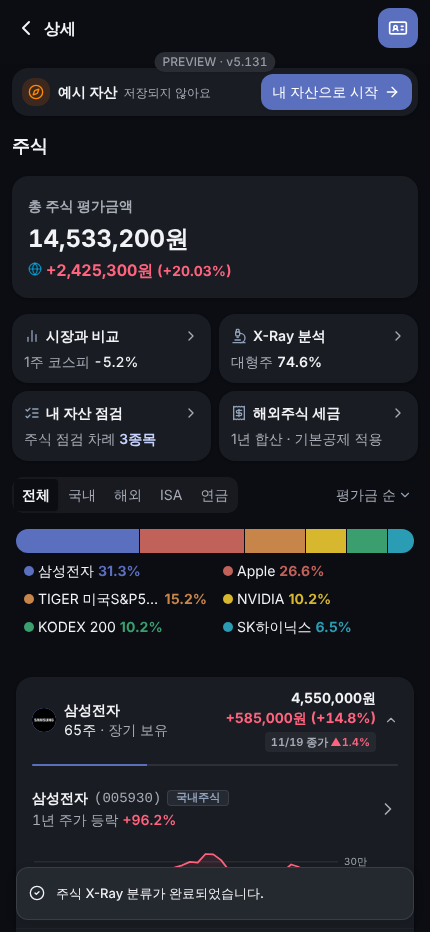 상세
PREVIEW · v5.131
예시 자산 저장되지 않아요
내 자산으로 시작
주식
총 주식 평가금액
14,533,200원
+2,425,300원 (+20.03%)
시장과 비교
1주 코스피 -5.2%
X-Ray 분석
대형주 74.6%
내 자산 점검
주식 점검 차례 3종목
해외주식 세금
1년 합산 · 기본공제 적용
전체 국내 해외 ISA 연금
평가금 순
삼성전자 31.3%
Apple 26.6%
TIGER 미국S&P5... 15.2%
NVIDIA 10.2%
KODEX 200 10.2%
SK하이닉스 6.5%
SAMSUNG
삼성전자
65주 · 장기 보유
4,550,000원
+585,000원 (+14.8%)
11/19 종가 ▲1.4%
삼성전자 (005930) 국내주식
1년 주가 등락 +96.2%
30만
주식 X-Ray 분류가 완료되었습니다.